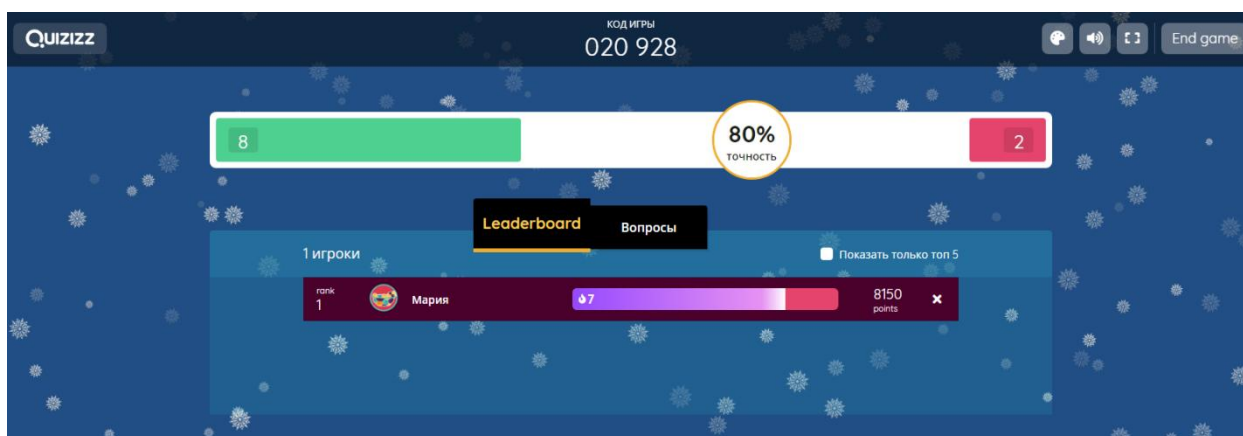 Quizizz
КОД ИГРЫ
020 928
End game
8
80%
точность
2
Leaderboard
Вопросы
1 игроки
Показать только топ 5
rank
1
Мария
7
8150
points